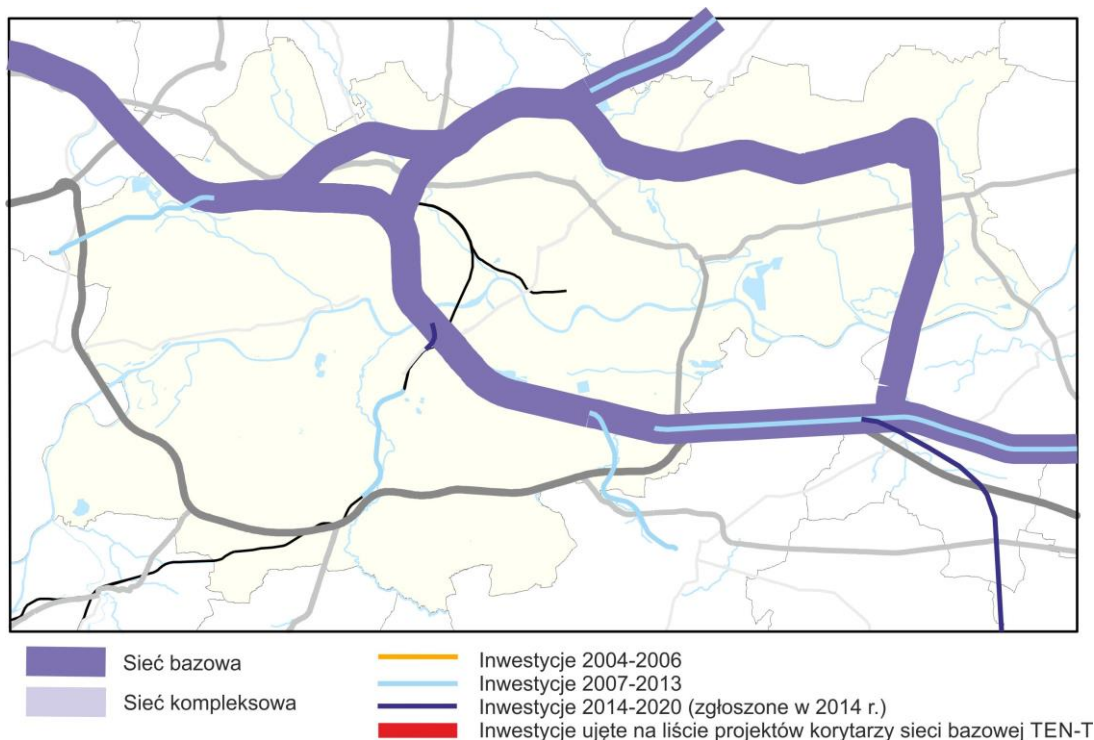 Sieć bazowa
Sieć kompleksowa
Inwestycje 2004-2006
Inwestycje 2007-2013
Inwestycje 2014-2020 (zgłoszone w 2014 r.)
Inwestycje ujęte na liście projektów korytarzy sieci bazowej TEN-T